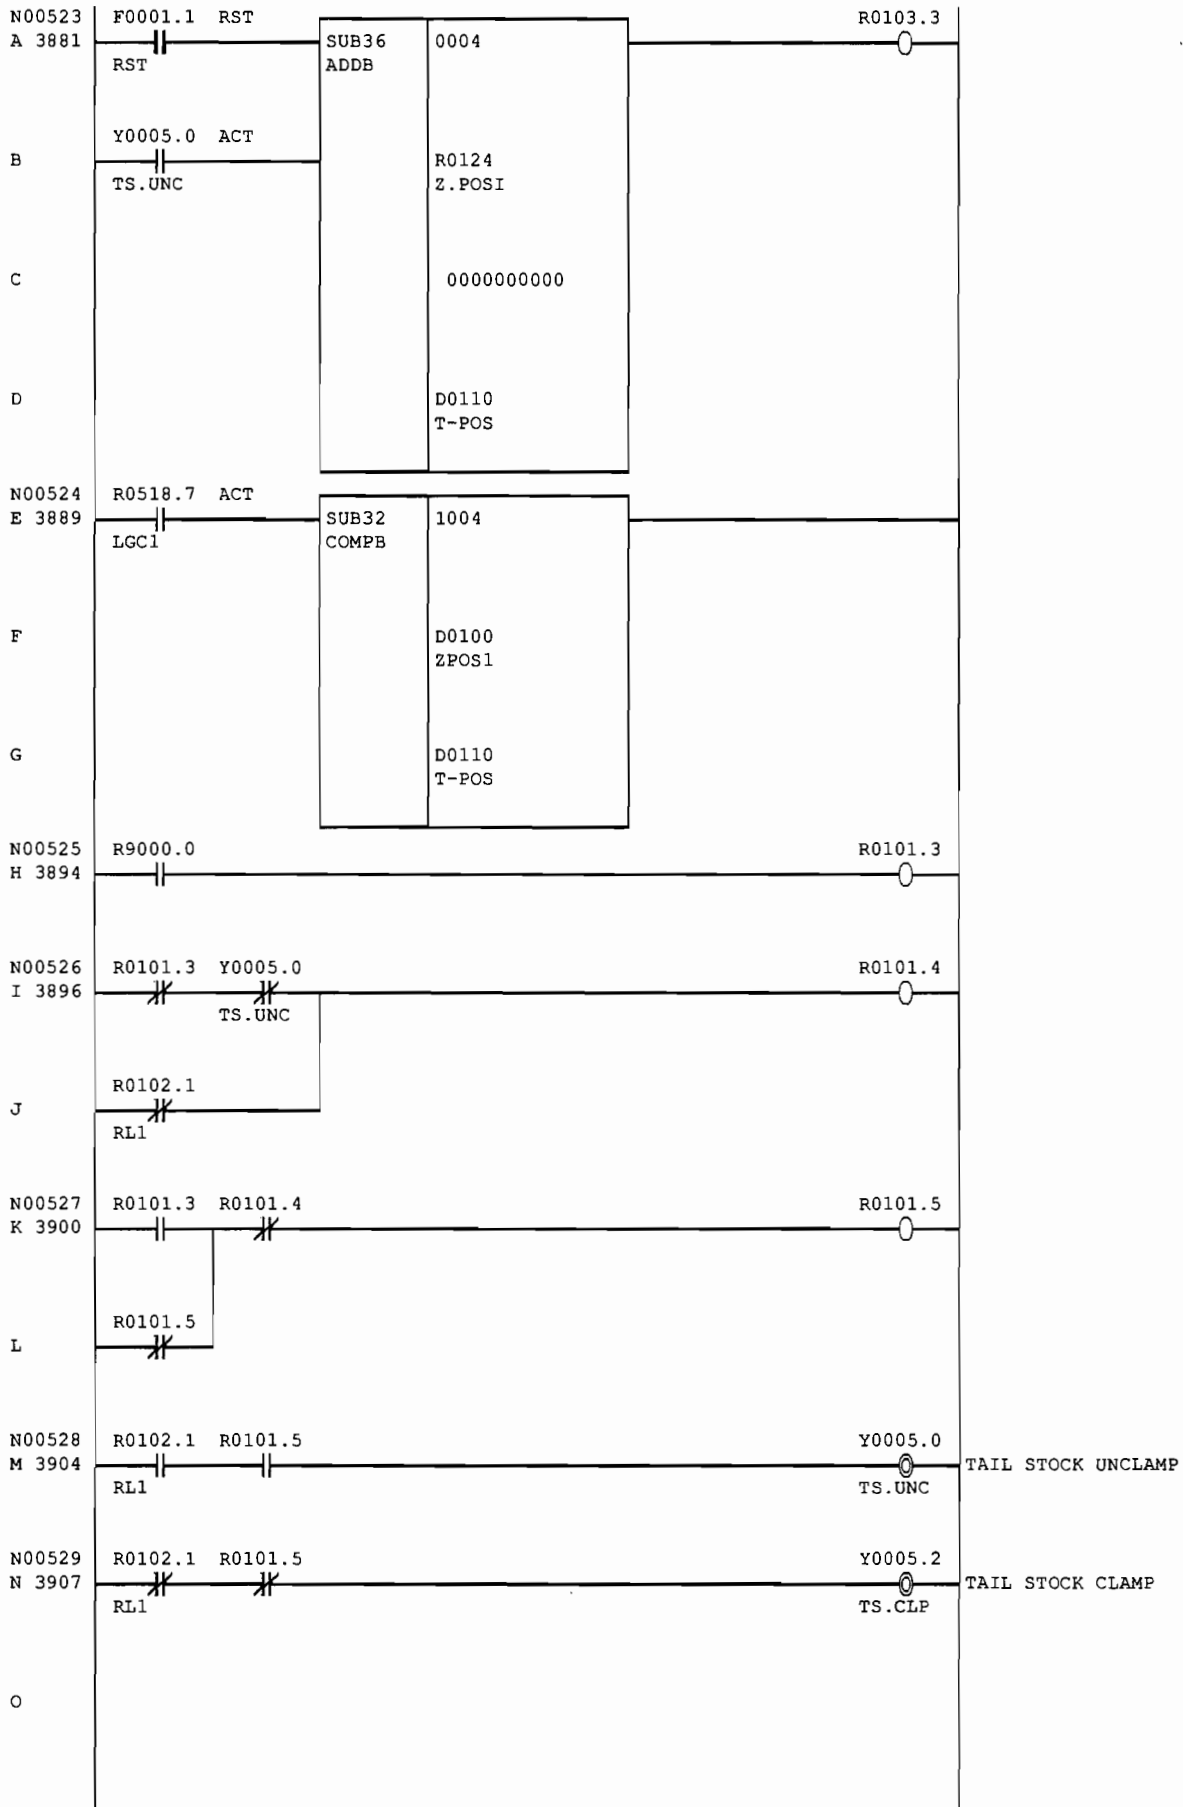 N00523 F0001.1 RST R0103.3
A 3881 SUB36 0004
RST ADDB
Y0005.0 ACT
B R0124
TS.UNC Z.POSI
C 0000000000
D D0110
T-POS
N00524 R0518.7 ACT
E 3889 SUB32 1004
LGC1 COMPB
F D0100
ZPOS1
G D0110
T-POS
N00525 R9000.0 R0101.3
H 3894
N00526 R0101.3 Y0005.0 R0101.4
I 3896
TS.UNC
R0102.1
J
RL1
N00527 R0101.3 R0101.4 R0101.5
K 3900
R0101.5
L
N00528 R0102.1 R0101.5 Y0005.0
M 3904 TAIL STOCK UNCLAMP
RL1 TS.UNC
N00529 R0102.1 R0101.5 Y0005.2
N 3907 TAIL STOCK CLAMP
RL1 TS.CLP
O